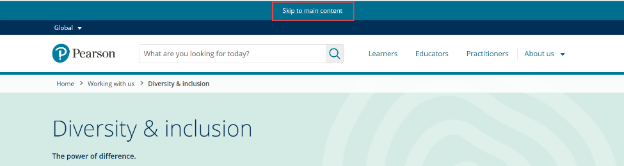 Skip to main content
Global
Pearson
What are you looking for today?
Learners Educators Practitioners About us
Home > Working with us > Diversity & inclusion
Diversity & inclusion
The power of difference.